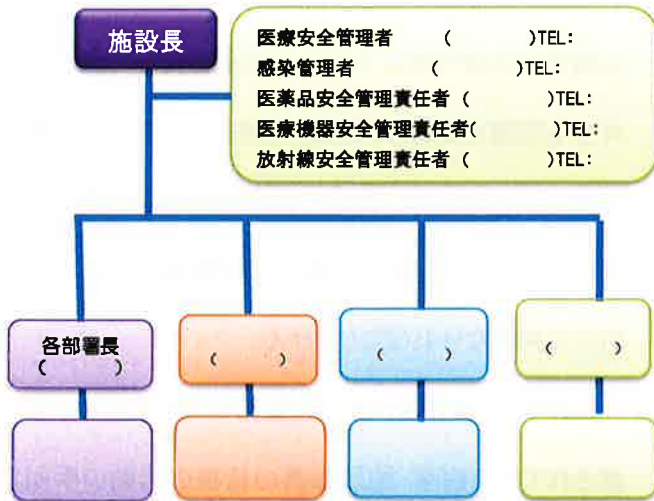 施設長
医療安全管理者 ( )TEL:
感染管理者 ( )TEL:
医薬品安全管理責任者 ( )TEL:
医療機器安全管理責任者( )TEL:
放射線安全管理責任者 ( )TEL:
各部署長
( )
( )
( )
( )